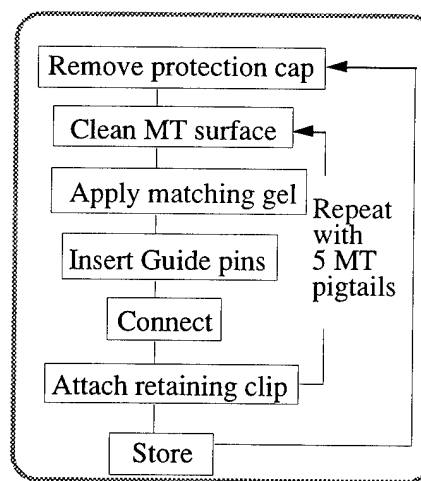 Remove protection cap
Clean MT surface
Apply matching gel
Insert Guide pins
Connect
Attach retaining clip
Store
Repeat
with
5 MT
pigtails